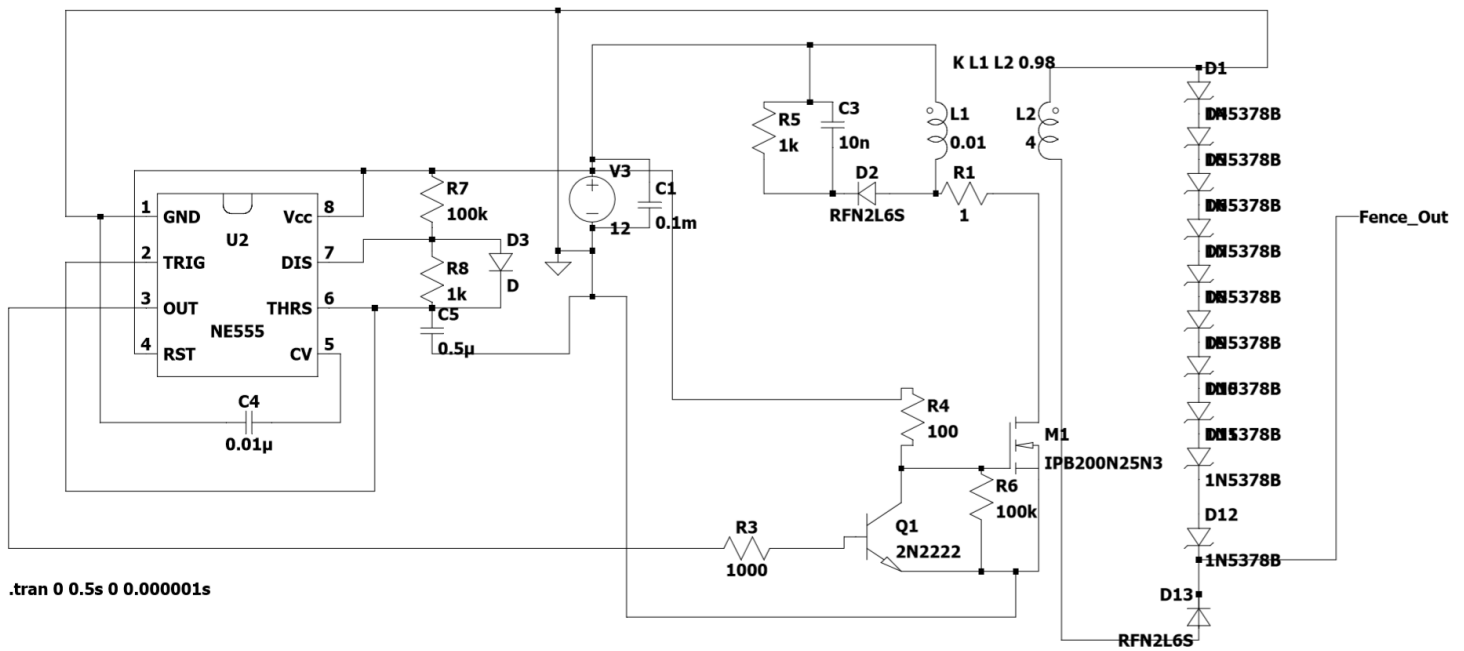 K L1 L2 0.98
D1
1N5378B
R5
1k
C3
10n
L1
0.01
L2
4
1N5378B
V3
D2
R1
RFN2L6S
1
R7
100k
C1
0.1m
12
1N5378B
1 GND
Vcc 8
U2
2 TRIG
DIS 7
D3
D
R8
1k
3 OUT
THRS 6
C5
0.5µ
NE555
4 RST
CV 5
Fence_Out
D7
1N5378B
1N5378B
1N5378B
1N5378B
C4
0.01µ
R4
100
M1
IPB200N25N3
1N5378B
1N5378B
R6
100k
D12
1N5378B
R3
1000
Q1
2N2222
.tran 0 0.5s 0 0.000001s
D13
RFN2L6S